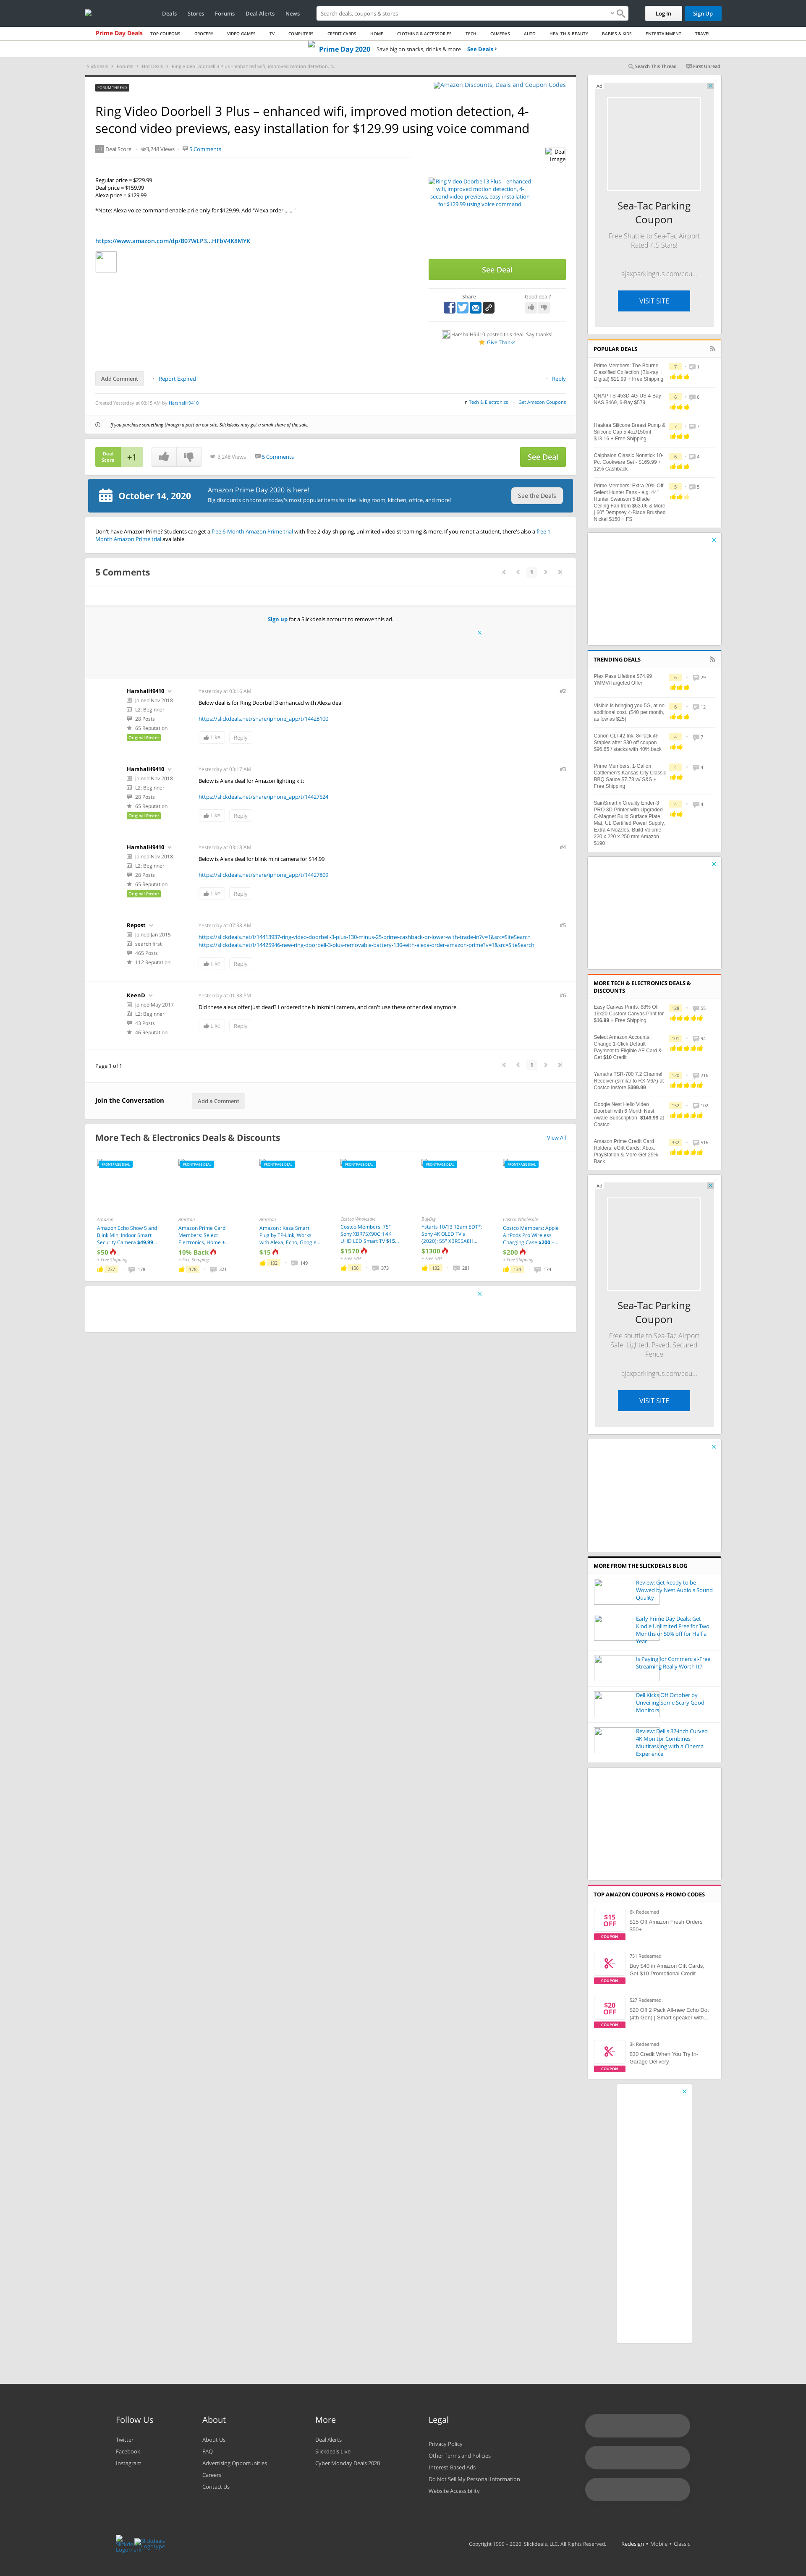 Deals Stores Forums Deal Alerts News
Search deals, coupons & stores
Log In
Sign Up
Prime Day Deals TOP COUPONS GROCERY VIDEO GAMES TV COMPUTERS CREDIT CARDS HOME CLOTHING & ACCESSORIES TECH CAMERAS AUTO HEALTH & BEAUTY BABIES & KIDS ENTERTAINMENT TRAVEL
Prime Day 2020 Save big on snacks, drinks & more See Deals
Slickdeals Forums Hot Deals Ring Video Doorbell 3 Plus – enhanced wifi, improved motion detection, 4...
Search This Thread First Unread
FORUM THREAD
Amazon Discounts, Deals and Coupon Codes
Ring Video Doorbell 3 Plus – enhanced wifi, improved motion detection, 4-
second video previews, easy installation for $129.99 using voice command
+1 Deal Score 3,248 Views 5 Comments
Deal
Image
Regular price = $229.99
Deal price = $159.99
Alexa price = $129.99
*Note: Alexa voice command enable pri e only for $129.99. Add "Alexa order ...... "
https://www.amazon.com/dp/B07WLP3...HFbV4K8MYK
Ring Video Doorbell 3 Plus – enhanced
wifi, improved motion detection, 4-
second video previews, easy installation
for $129.99 using voice command
See Deal
Share
Good deal?
HarshalH9410 posted this deal. Say thanks!
Give Thanks
Add Comment Report Expired
Reply
Created Yesterday at 03:15 AM by HarshalH9410
Tech & Electronics Get Amazon Coupons
If you purchase something through a post on our site, Slickdeals may get a small share of the sale.
Deal
Score
+1
3,248 Views 5 Comments
See Deal
October 14, 2020
Amazon Prime Day 2020 is here!
Big discounts on tons of today's most popular items for the living room, kitchen, office, and more!
See the Deals
Don't have Amazon Prime? Students can get a free 6-Month Amazon Prime trial with free 2-day shipping, unlimited video streaming & more. If you're not a student, there's also a free 1-
Month Amazon Prime trial available.
5 Comments
1
Sign up for a Slickdeals account to remove this ad.
HarshalH9410
Joined Nov 2018
L2: Beginner
28 Posts
65 Reputation
Original Poster
Yesterday at 03:16 AM
#2
Below deal is for Ring Doorbell 3 enhanced with Alexa deal
https://slickdeals.net/share/iphone_app/t/14428100
Like Reply
HarshalH9410
Joined Nov 2018
L2: Beginner
28 Posts
65 Reputation
Original Poster
Yesterday at 03:17 AM
#3
Below is Alexa deal for Amazon lighting kit:
https://slickdeals.net/share/iphone_app/t/14427524
Like Reply
HarshalH9410
Joined Nov 2018
L2: Beginner
28 Posts
65 Reputation
Original Poster
Yesterday at 03:18 AM
#4
Below is Alexa deal for blink mini camera for $14.99
https://slickdeals.net/share/iphone_app/t/14427809
Like Reply
Repost
Joined Jan 2015
search first
465 Posts
112 Reputation
Yesterday at 07:38 AM
#5
https://slickdeals.net/f/14413937-ring-video-doorbell-3-plus-130-minus-25-prime-cashback-or-lower-with-trade-in?v=1&src=SiteSearch
https://slickdeals.net/f/14425946-new-ring-doorbell-3-plus-removable-battery-130-with-alexa-order-amazon-prime?v=1&src=SiteSearch
Like Reply
KeenD
Joined May 2017
L2: Beginner
43 Posts
46 Reputation
Yesterday at 01:38 PM
#6
Did these alexa offer just dead? I ordered the blinkmini camera, and can't use these other deal anymore.
Like Reply
Page 1 of 1
1
Join the Conversation
Add a Comment
More Tech & Electronics Deals & Discounts
View All
FRONTPAGE DEAL
Amazon
Amazon Echo Show 5 and
Blink Mini Indoor Smart
Security Camera $49.99...
$50
+ Free Shipping
237 178
FRONTPAGE DEAL
Amazon
Amazon Prime Card
Members: Select
Electronics, Home +...
10% Back
+ Free Shipping
178 321
FRONTPAGE DEAL
Amazon
Amazon : Kasa Smart
Plug by TP-Link, Works
with Alexa, Echo, Google...
$15
132 149
FRONTPAGE DEAL
Costco Wholesale
Costco Members: 75"
Sony XBR75X90CH 4K
UHD LED Smart TV $15...
$1570
+ Free S/H
156 373
FRONTPAGE DEAL
BuyDig
*starts 10/13 12am EDT*:
Sony 4K OLED TV's
(2020): 55" XBR55A8H...
$1300
+ Free S/H
132 281
FRONTPAGE DEAL
Costco Wholesale
Costco Members: Apple
AirPods Pro Wireless
Charging Case $200 +...
$200
+ Free Shipping
134 174
Ad
Sea-Tac Parking
Coupon
Free Shuttle to Sea-Tac Airport
Rated 4.5 Stars!
ajaxparkingrus.com/cou...
VISIT SITE
POPULAR DEALS
Prime Members: The Bourne
Classified Collection (Blu-ray +
Digital) $11.99 + Free Shipping
7 1
QNAP TS-453D-4G-US 4-Bay
NAS $469, 6-Bay $579
6 6
Haakaa Silicone Breast Pump &
Silicone Cap 5.4oz/150ml
$13.16 + Free Shipping
7 7
Calphalon Classic Nonstick 10-
Pc. Cookware Set - $169.99 +
12% Cashback
6 8
Prime Members: Extra 20% Off
Select Hunter Fans - e.g. 44"
Hunter Swanson 5-Blade
Ceiling Fan from $63.06 & More
| 60" Dempsey 4-Blade Brushed
Nickel $150 + FS
5 5
TRENDING DEALS
Plex Pass Lifetime $74.99
YMMV/Targeted Offer
6 29
Visible is bringing you 5G, at no
additional cost. ($40 per month,
as low as $25)
6 12
Canon CLI-42 Ink, 8/Pack @
Staples after $30 off coupon
$96.65 / stacks with 40% back
4 7
Prime Members: 1-Gallon
Cattlemen's Kansas City Classic
BBQ Sauce $7.78 w/ S&S +
Free Shipping
4 4
SainSmart x Creality Ender-3
PRO 3D Printer with Upgraded
C-Magnet Build Surface Plate
Mat, UL Certified Power Supply,
Extra 4 Nozzles, Build Volume
220 x 220 x 250 mm Amazon
$190
4 4
MORE TECH & ELECTRONICS DEALS &
DISCOUNTS
Easy Canvas Prints: 88% Off
16x20 Custom Canvas Print for
$16.99 + Free Shipping
128 55
Select Amazon Accounts:
Change 1-Click Default
Payment to Eligible AE Card &
Get $10 Credit
101 94
Yamaha TSR-700 7.2 Channel
Receiver (similar to RX-V6A) at
Costco Instore $399.99
120 216
Google Nest Hello Video
Doorbell with 6 Month Nest
Aware Subscription -$149.99 at
Costco
152 102
Amazon Prime Credit Card
Holders: eGift Cards: Xbox,
PlayStation & More Get 25%
Back
332 516
Ad
Sea-Tac Parking
Coupon
Free shuttle to Sea-Tac Airport
Safe, Lighted, Paved, Secured
Fence
ajaxparkingrus.com/cou...
VISIT SITE
MORE FROM THE SLICKDEALS BLOG
Review: Get Ready to be
Wowed by Nest Audio's Sound
Quality
Early Prime Day Deals: Get
Kindle Unlimited Free for Two
Months or 50% off for Half a
Year
Is Paying for Commercial-Free
Streaming Really Worth It?
Dell Kicks Off October by
Unveiling Some Scary Good
Monitors
Review: Dell's 32-inch Curved
4K Monitor Combines
Multitasking with a Cinema
Experience
TOP AMAZON COUPONS & PROMO CODES
$15
OFF
COUPON
6k Redeemed
$15 Off Amazon Fresh Orders
$50+
COUPON
751 Redeemed
Buy $40 in Amazon Gift Cards,
Get $10 Promotional Credit
$20
OFF
COUPON
527 Redeemed
$20 Off 2 Pack All-new Echo Dot
(4th Gen) | Smart speaker with...
COUPON
3k Redeemed
$30 Credit When You Try In-
Garage Delivery
Follow Us
Twitter
Facebook
Instagram
About
About Us
FAQ
Advertising Opportunities
Careers
Contact Us
More
Deal Alerts
Slickdeals Live
Cyber Monday Deals 2020
Legal
Privacy Policy
Other Terms and Policies
Interest-Based Ads
Do Not Sell My Personal Information
Website Accessibility
Copyright 1999 – 2020. Slickdeals, LLC. All Rights Reserved. Redesign • Mobile • Classic